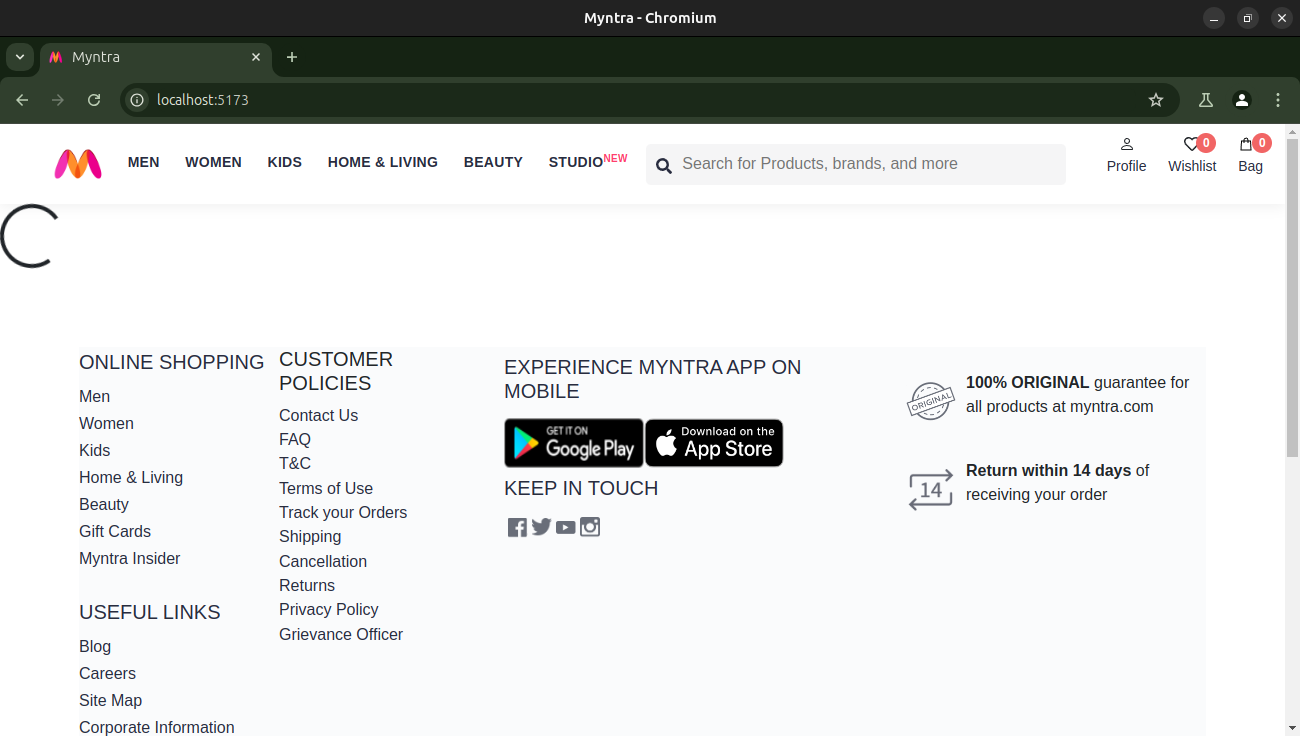 Myntra - Chromium
Myntra
localhost:5173
MEN WOMEN KIDS HOME & LIVING BEAUTY STUDIO NEW
Search for Products, brands, and more
0
0
Profile Wishlist Bag
ONLINE SHOPPING
Men
Women
Kids
Home & Living
Beauty
Gift Cards
Myntra Insider
USEFUL LINKS
Blog
Careers
Site Map
Corporate Information
CUSTOMER
POLICIES
Contact Us
FAQ
T&C
Terms of Use
Track your Orders
Shipping
Cancellation
Returns
Privacy Policy
Grievance Officer
EXPERIENCE MYNTRA APP ON
MOBILE
GET IT ON
Google Play
Download on the
App Store
KEEP IN TOUCH
ORIGINAL
100% ORIGINAL guarantee for
all products at myntra.com
14
Return within 14 days of
receiving your order